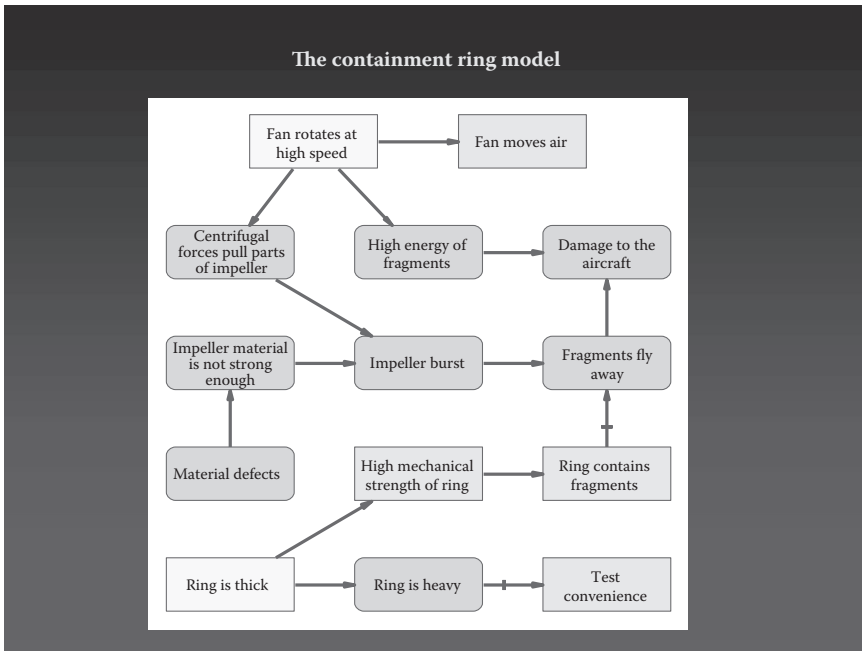 The containment ring model
Fan rotates at
high speed
Fan moves air
Centrifugal
forces pull parts
of impeller
High energy of
fragments
Damage to the
aircraft
Impeller material
is not strong
enough
Impeller burst
Fragments fly
away
Material defects
High mechanical
strength of ring
Ring contains
fragments
Ring is thick
Ring is heavy
Test
convenience